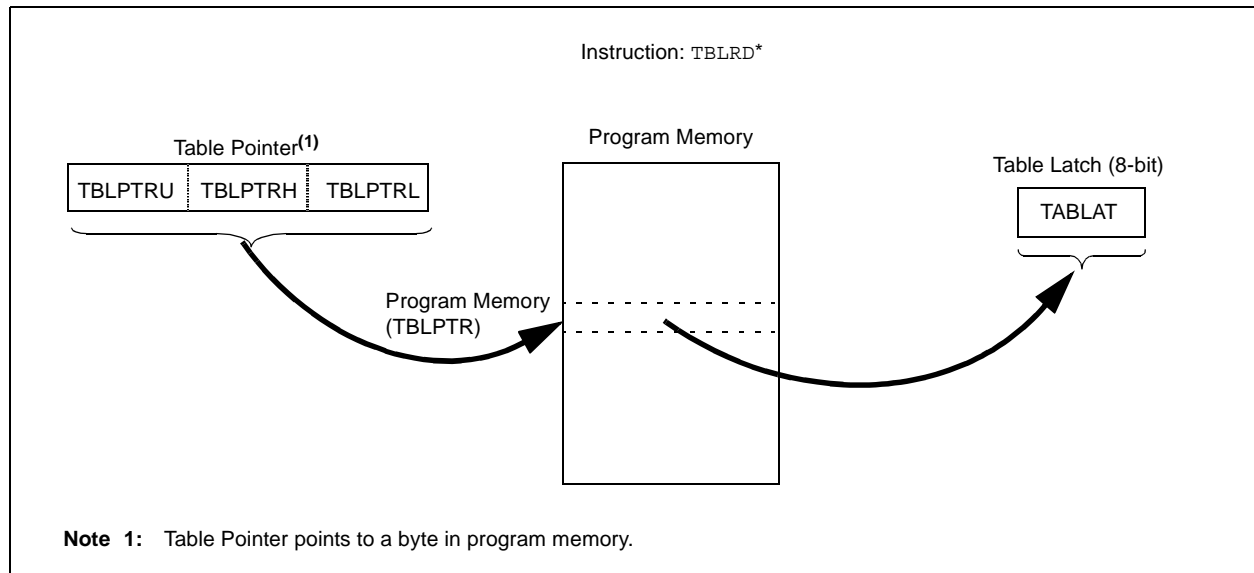 Instruction: TBLRD*
Table Pointer(1)
TBLPTRU TBLPTRH TBLPTRL
Program Memory
Table Latch (8-bit)
TABLAT
Program Memory
(TBLPTR)
Note 1: Table Pointer points to a byte in program memory.